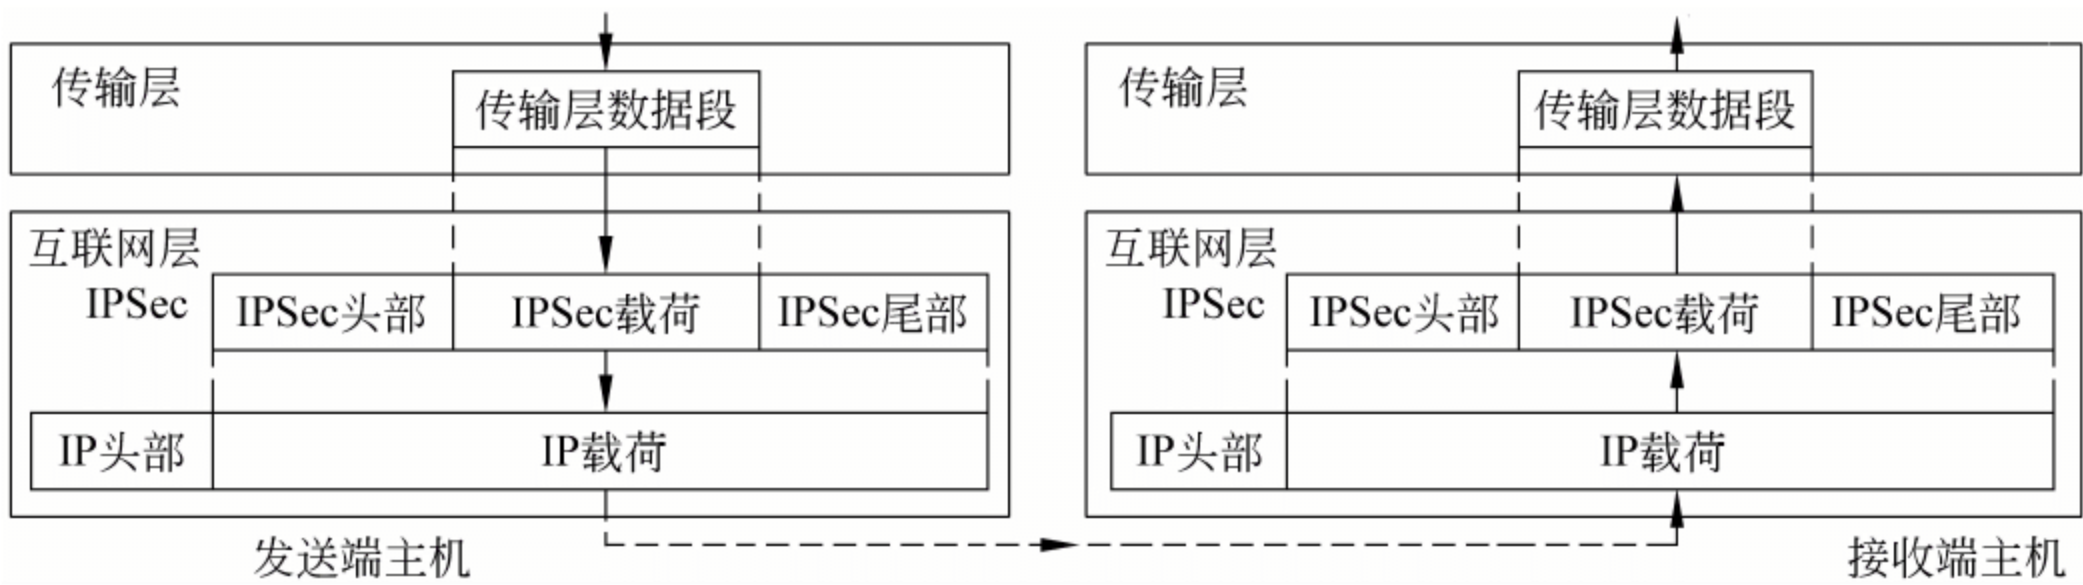 传输层
传输层数据段
互联网层
IPSec
IPSec头部 IPSec载荷 IPSec尾部
IP头部 IP载荷
发送端主机
传输层
传输层数据段
互联网层
IPSec
IPSec头部 IPSec载荷 IPSec尾部
IP头部 IP载荷
接收端主机